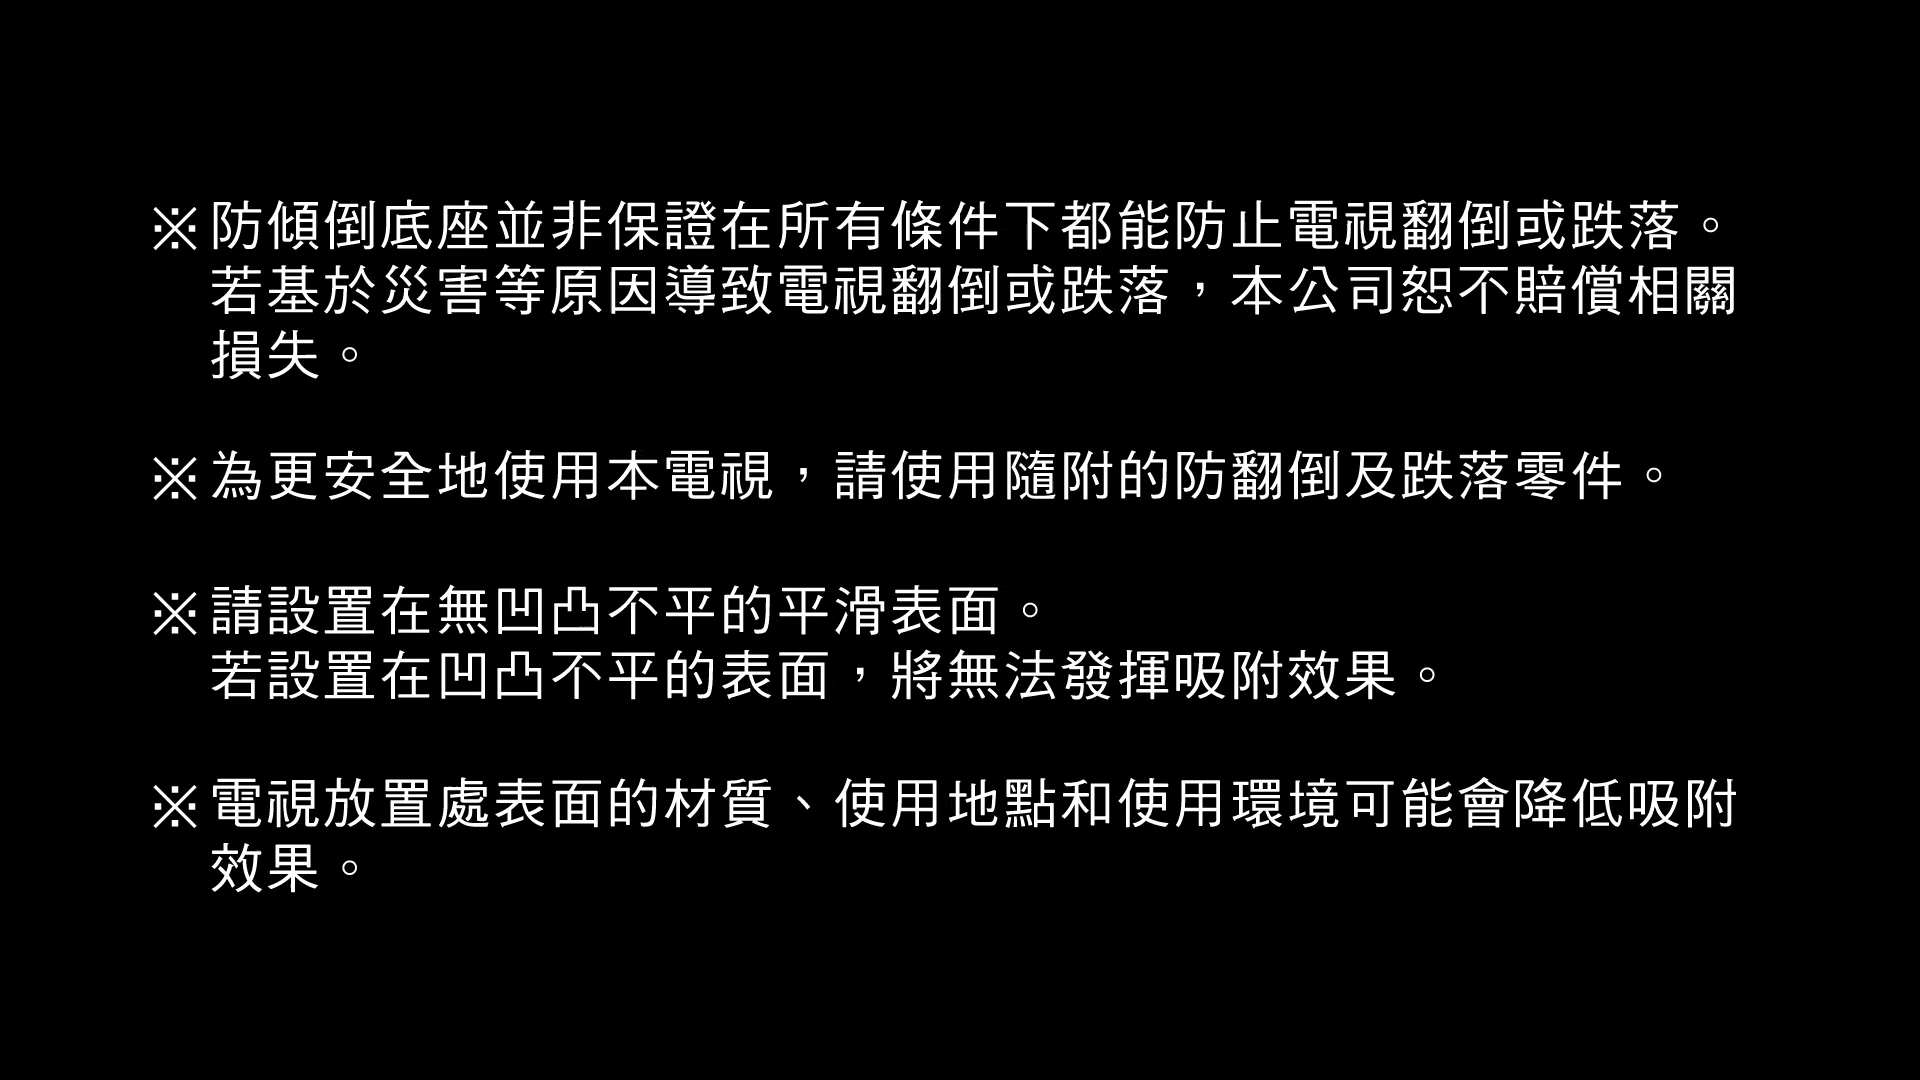 ※防傾倒底座並非保證在所有條件下都能防止電視翻倒或跌落。
若基於災害等原因導致電視翻倒或跌落，本公司恕不賠償相關
損失。
※為更安全地使用本電視，請使用隨附的防翻倒及跌落零件。
※請設置在無凹凸不平的平滑表面。
若設置在凹凸不平的表面，將無法發揮吸附效果。
※電視放置處表面的材質、使用地點和使用環境可能會降低吸附
效果。